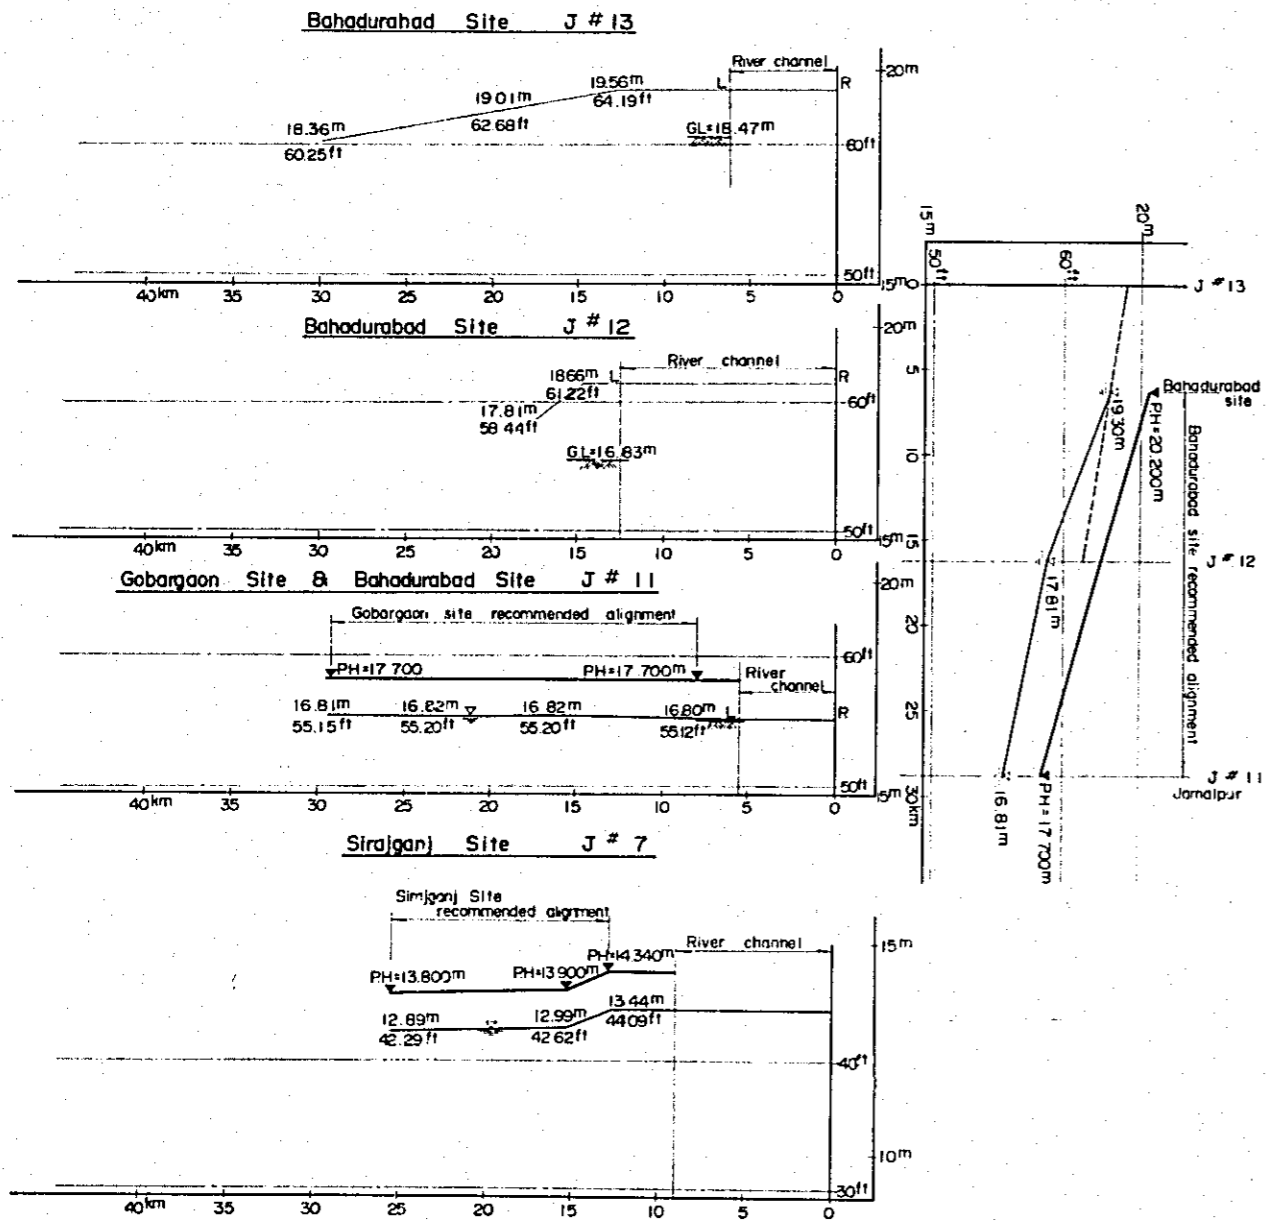 Bahadurabad Site J # 13
River channel
20m
19.56m L R
64.19ft
19.01m
62.68ft
18.36m
60.25ft
GL=18.47m
60ft
50ft
40km 35 30 25 20 15 10 5 0
15m
Bahadurabad Site J # 12
20m
River channel
18.66m L R
61.22ft
60ft
17.81m
58.44ft
GL=16.83m
50ft
40km 35 30 25 20 15 10 5 0
15m
Gobargaon Site & Bahadurabad Site J # 11
20m
Gobargaon site recommended alignment
60ft
PH=17.700 PH=17.700m River
channel
16.81m 16.82m 16.82m 16.80m L R
55.15ft 55.20ft 55.20ft 55.12ft
50ft
40km 35 30 25 20 15 10 5 0
15m
Sirajganj Site J # 7
Sirajganj Site
recommended alignment
River channel
15m
PH=13.800m PH=13.900m PH=14.340m
12.89m 12.99m 13.44m
42.29ft 42.62ft 44.09ft
40ft
10m
30ft
40km 35 30 25 20 15 10 5 0
15m 20m
50ft 60ft
0 J # 13
5
Bahadurabad
site
19.30m
PH=20.200m
10
Bahadurabad site recommended alignment
15
J # 12
17.81m
20
25
J # 11
Jamalpur
30km
16.81m
PH=17.700m